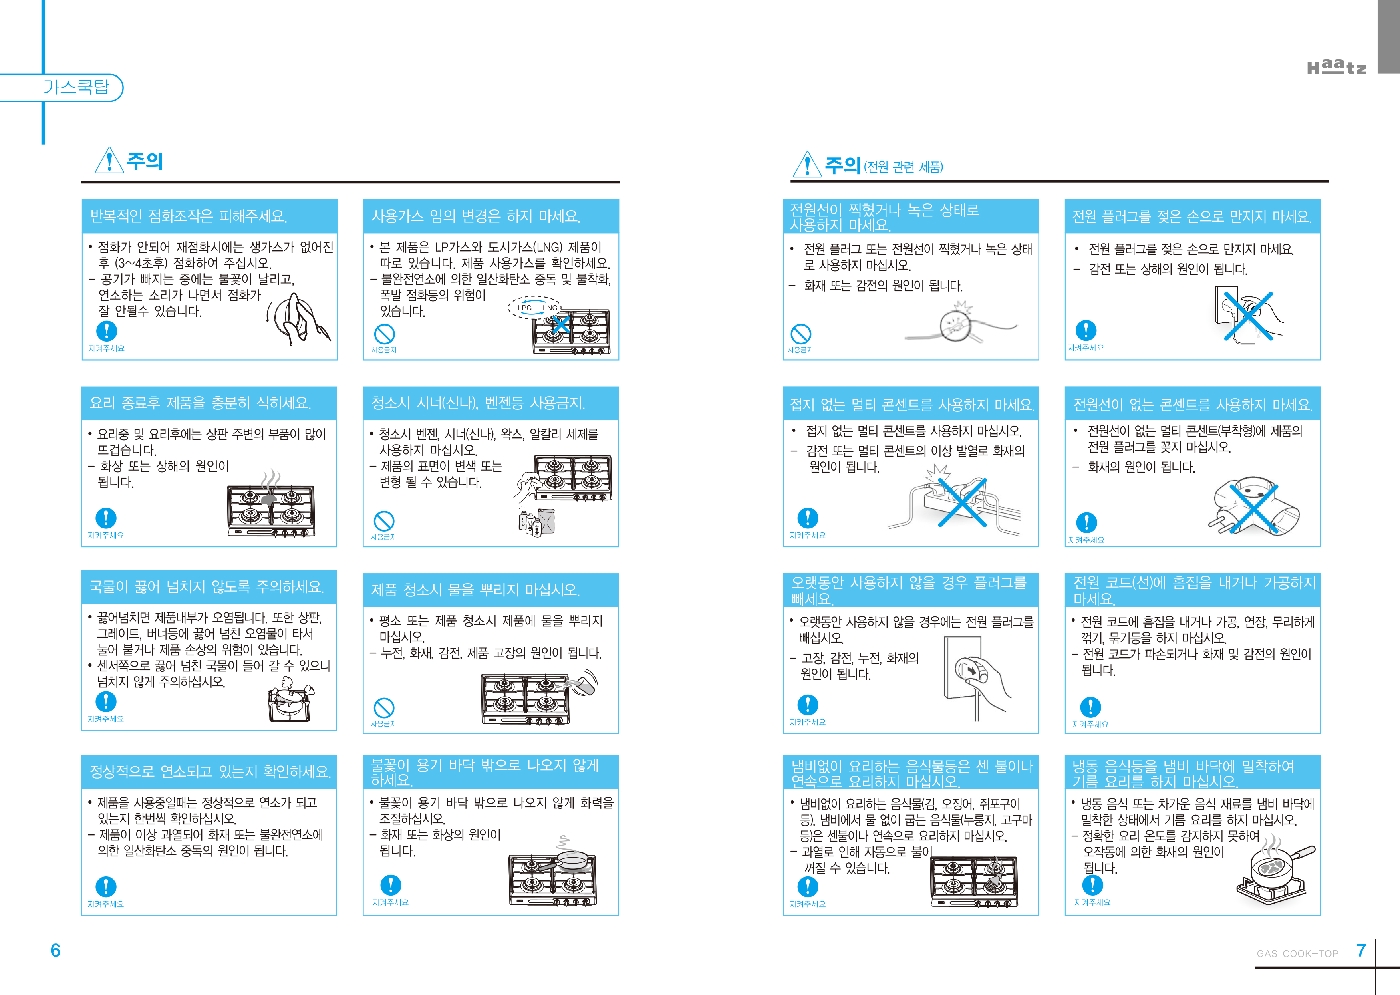 가스쿡탑
Haatz
주의
반복적인 점화조작은 피해주세요.
• 점화가 안되어 재점화시에는 생가스가 없어진
후 (3~4초후) 점화하여 주십시오.
- 공기가 빠지는 중에는 불꽃이 날리고,
연소하는 소리가 나면서 점화가
잘 안될수 있습니다.
지켜주세요
사용가스 임의 변경은 하지 마세요.
• 본 제품은 LP가스와 도시가스(LNG) 제품이
따로 있습니다. 제품 사용가스를 확인하세요.
- 불완전연소에 의한 일산화탄소 중독 및 불착화,
폭발 점화등의 위험이
있습니다.
LPG LNG
사용금지
요리 종료후 제품을 충분히 식히세요.
• 요리중 및 요리후에는 상판 주변의 부품이 많이
뜨겁습니다.
- 화상 또는 상해의 원인이
됩니다.
지켜주세요
청소시 시너(신나), 벤젠등 사용금지.
• 청소시 벤젠, 시너(신나), 왁스, 알칼리 세제를
사용하지 마십시오.
- 제품의 표면이 변색 또는
변형 될 수 있습니다.
사용금지
국물이 끓어 넘치지 않도록 주의하세요.
• 끓어넘치면 제품내부가 오염됩니다. 또한 상판,
그레이트, 버너등에 끓어 넘친 오염물이 타서
눌어 붙거나 제품 손상의 위험이 있습니다.
• 센서쪽으로 끓어 넘친 국물이 들어 갈 수 있으니
넘치지 않게 주의하십시오.
지켜주세요
제품 청소시 물을 뿌리지 마십시오.
• 평소 또는 제품 청소시 제품에 물을 뿌리지
마십시오.
- 누전, 화재, 감전, 제품 고장의 원인이 됩니다.
사용금지
정상적으로 연소되고 있는지 확인하세요.
• 제품을 사용중일때는 정상적으로 연소가 되고
있는지 한번씩 확인하십시오.
- 제품이 이상 과열되어 화재 또는 불완전연소에
의한 일산화탄소 중독의 원인이 됩니다.
지켜주세요
불꽃이 용기 바닥 밖으로 나오지 않게
하세요.
• 불꽃이 용기 바닥 밖으로 나오지 않게 화력을
조절하십시오.
- 화재 또는 화상의 원인이
됩니다.
지켜주세요
6
주의 (전원 관련 제품)
전원선이 찍혔거나 녹은 상태로
사용하지 마세요.
• 전원 플러그 또는 전원선이 찍혔거나 녹은 상태
로 사용하지 마십시오.
- 화재 또는 감전의 원인이 됩니다.
사용금지
전원 플러그를 젖은 손으로 만지지 마세요.
• 전원 플러그를 젖은 손으로 만지지 마세요.
- 감전 또는 상해의 원인이 됩니다.
지켜주세요
접지 없는 멀티 콘센트를 사용하지 마세요.
• 접지 없는 멀티 콘센트를 사용하지 마십시오.
- 감전 또는 멀티 콘센트의 이상 발열로 화재의
원인이 됩니다.
지켜주세요
전원선이 없는 콘센트를 사용하지 마세요.
• 전원선이 없는 멀티 콘센트(부착형)에 제품의
전원 플러그를 꽂지 마십시오.
- 화재의 원인이 됩니다.
지켜주세요
오랫동안 사용하지 않을 경우 플러그를
빼세요.
• 오랫동안 사용하지 않을 경우에는 전원 플러그를
빼십시오.
- 고장, 감전, 누전, 화재의
원인이 됩니다.
지켜주세요
전원 코드(선)에 흠집을 내거나 가공하지
마세요.
• 전원 코드에 흠집을 내거나 가공, 연장, 무리하게
꺾기, 묶기등을 하지 마십시오.
- 전원 코드가 파손되거나 화재 및 감전의 원인이
됩니다.
지켜주세요
냄비없이 요리하는 음식물등은 센 불이나
연속으로 요리하지 마십시오.
• 냄비없이 요리하는 음식물(김, 오징어, 쥐포구이
등), 냄비에서 물 없이 굽는 음식물(누룽지, 고구마
등)은 센불이나 연속으로 요리하지 마십시오.
- 과열로 인해 자동으로 불이
꺼질 수 있습니다.
지켜주세요
냉동 음식등을 냄비 바닥에 밀착하여
기름 요리를 하지 마십시오.
• 냉동 음식 또는 차가운 음식 재료를 냄비 바닥에
밀착한 상태에서 기름 요리를 하지 마십시오.
- 정확한 요리 온도를 감지하지 못하여
오작동에 의한 화재의 원인이
됩니다.
지켜주세요
GAS COOK-TOP 7